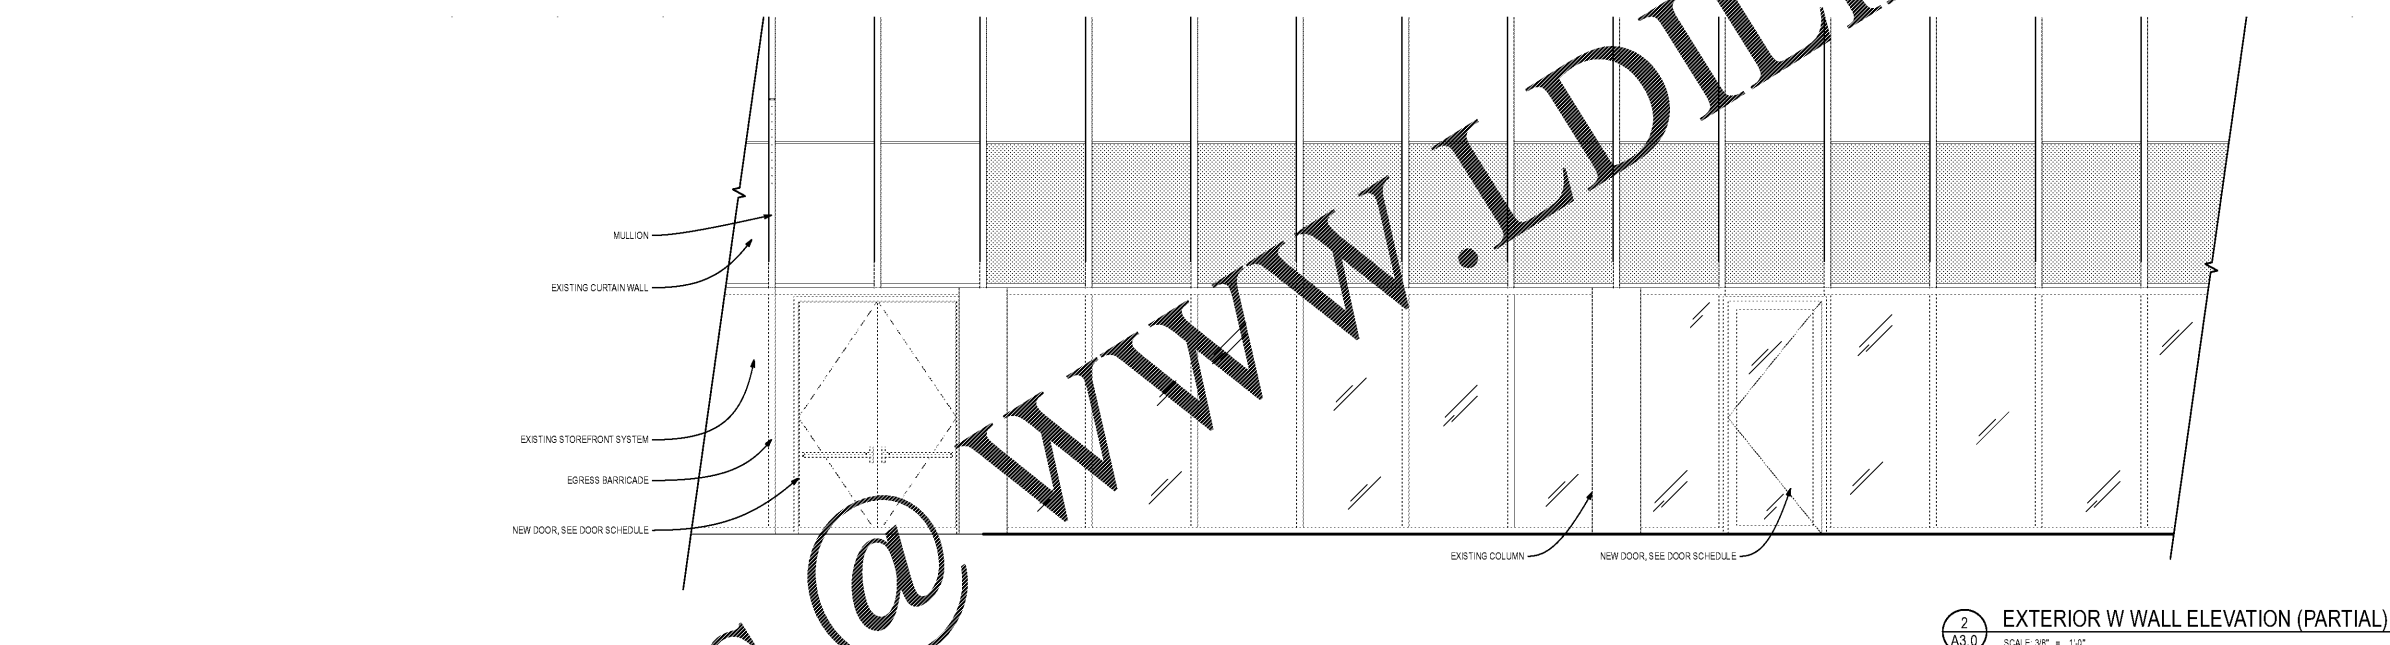 MULLION
EXISTING CURTAIN WALL
EXISTING STOREFRONT SYSTEM
EGRESS BARRICADE
NEW DOOR, SEE DOOR SCHEDULE
EXISTING COLUMN
NEW DOOR, SEE DOOR SCHEDULE
@ WWW.LDIL
2
A3.0
EXTERIOR W WALL ELEVATION (PARTIAL)
SCALE: 3/8" = 1'-0"